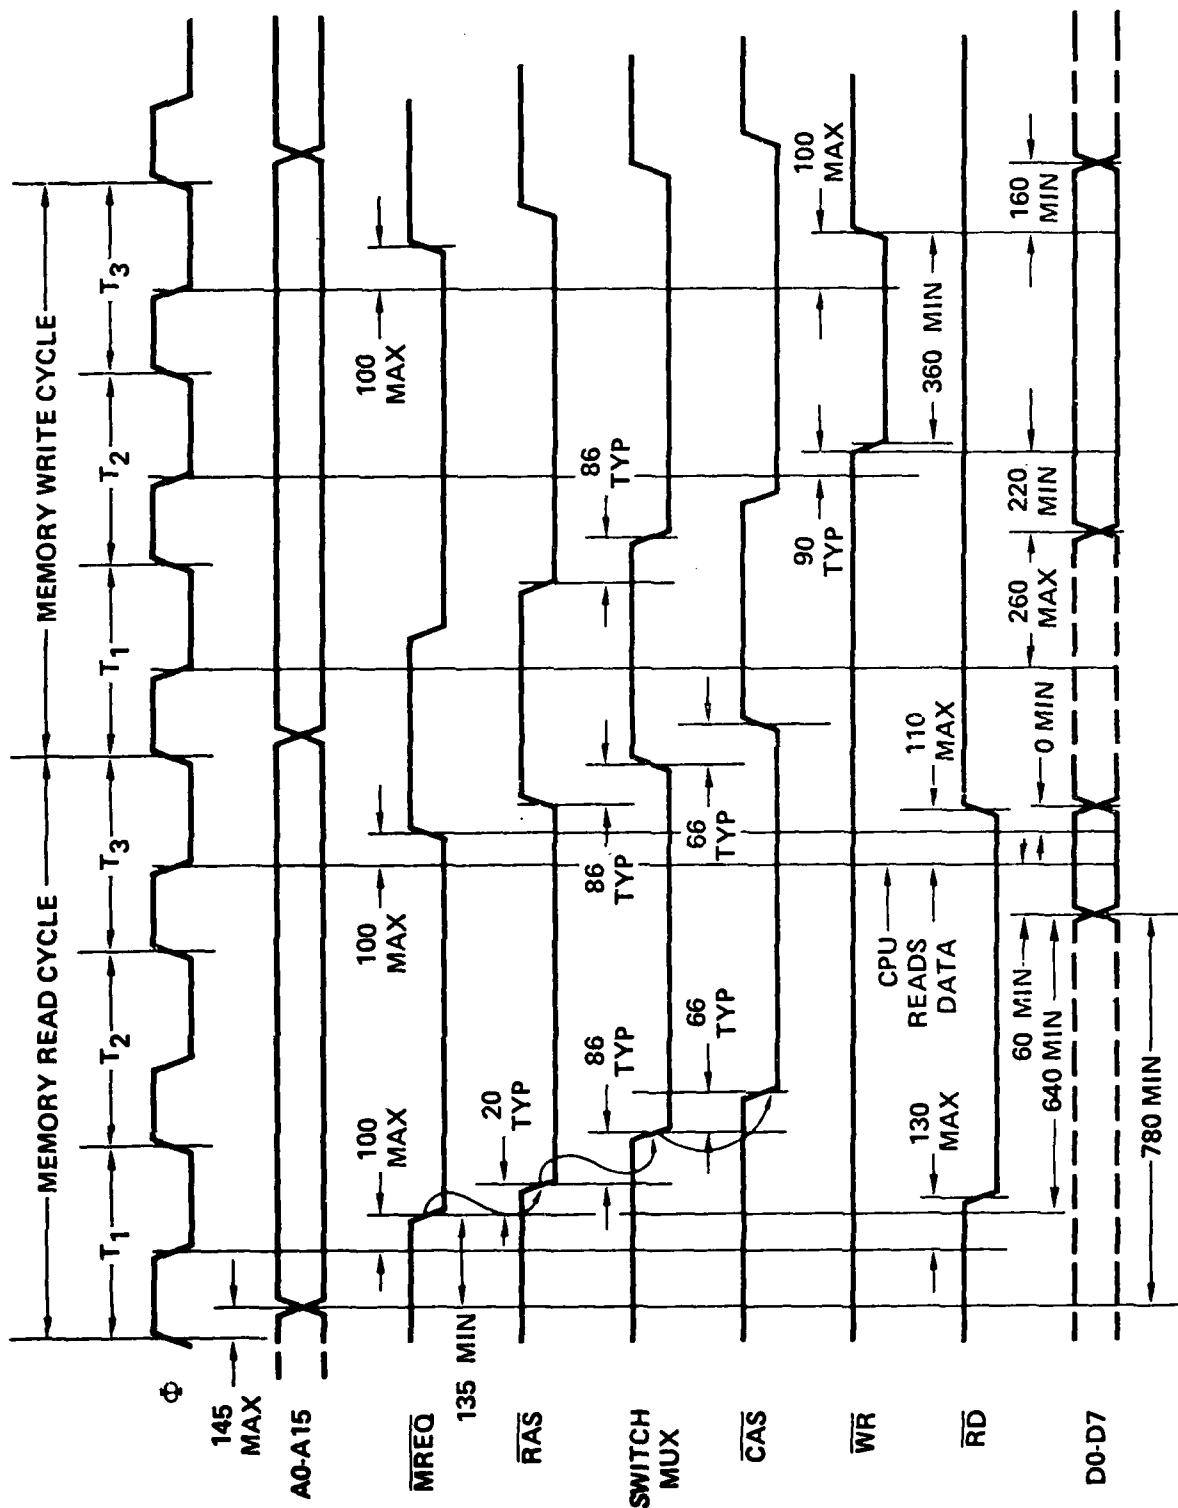 MEMORY READ CYCLE
MEMORY WRITE CYCLE
T1
T2
T3
T1
T2
T3
Φ
145
MAX
A0-A15
MREQ
100
MAX
100
MAX
100
MAX
135 MIN
RAS
20
TYP
SWITCH
MUX
86
TYP
86
TYP
86
TYP
CAS
66
TYP
66
TYP
WR
90
TYP
100
MAX
360 MIN
CPU
READS
DATA
RD
130
MAX
110
MAX
60 MIN
0 MIN
640 MIN
260
MAX
220
MIN
160
MIN
D0-D7
780 MIN